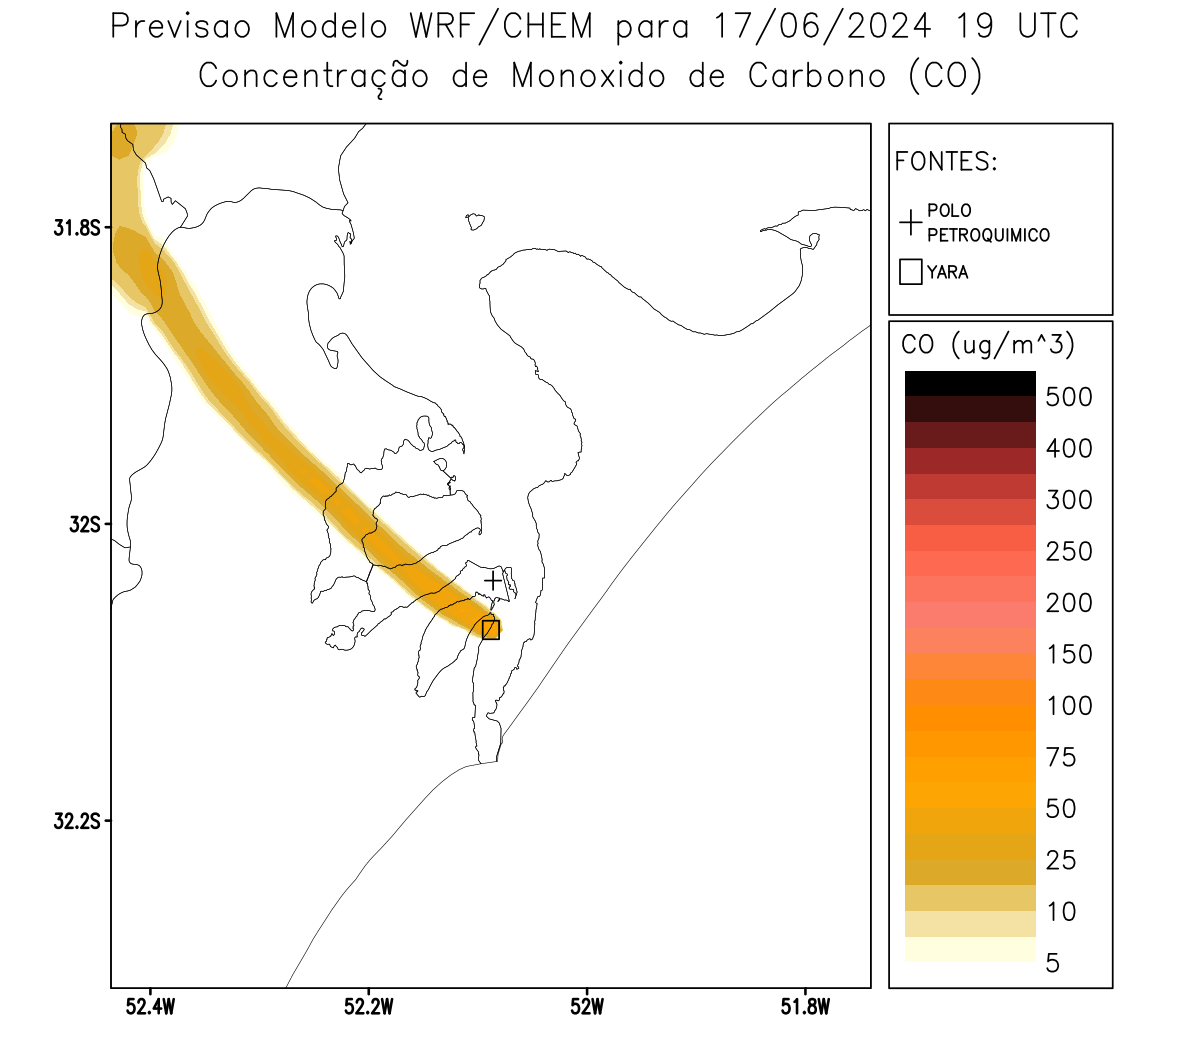 Previsao Modelo WRF/CHEM para 17/06/2024 19 UTC
Concentração de Monoxido de Carbono (CO)
FONTES:
POLO
PETROQUIMICO
YARA
CO (ug/m^3)
500
400
300
250
200
150
100
75
50
25
10
5
31.8S
32S
32.2S
52.4W
52.2W
52W
51.8W